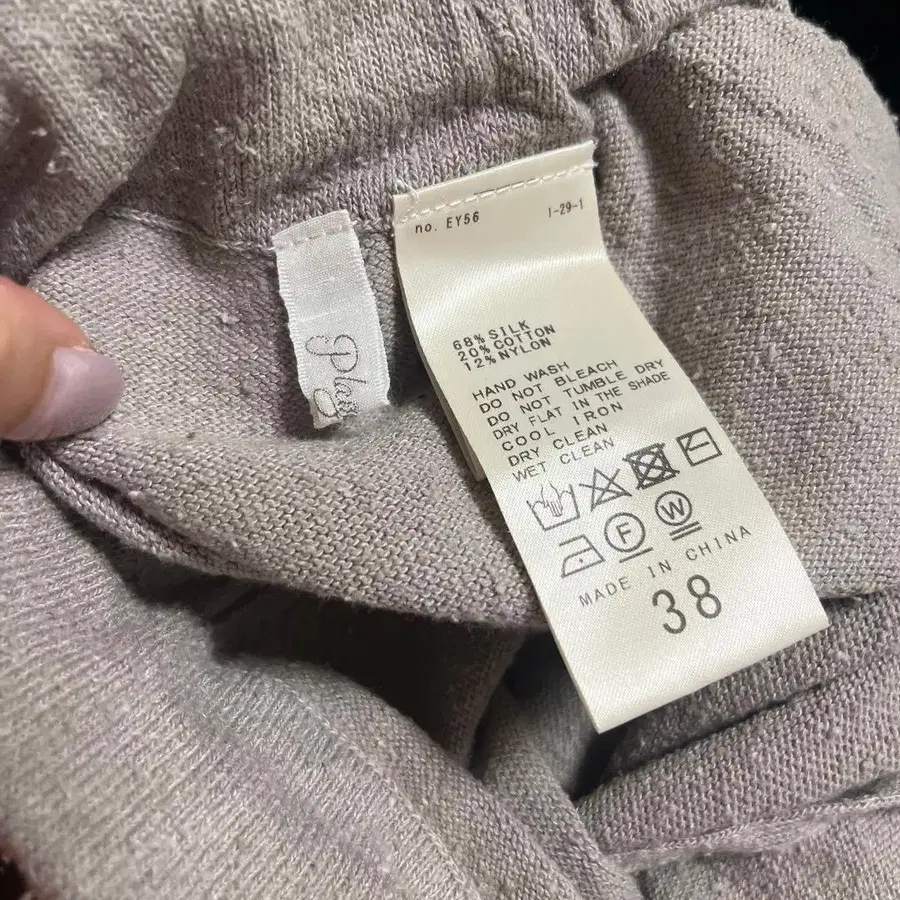 no. EY56 1-29-1
68% SILK
20% COTTON
12% NYLON
HAND WASH
DO NOT BLEACH
DO NOT TUMBLE DRY
DRY FLAT IN THE SHADE
COOL IRON
DRY CLEAN
WET CLEAN
F W
MADE IN CHINA
38